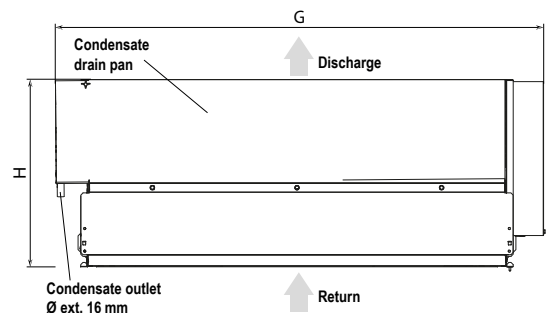 G
Condensate
drain pan
Discharge
H
Condensate outlet
Ø ext. 16 mm
Return